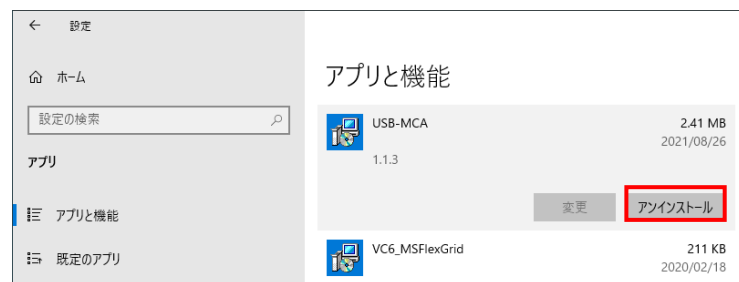 ← 設定
ホーム
設定の検索
アプリ
アプリと機能
既定のアプリ
アプリと機能
USB-MCA 2.41 MB
2021/08/26
1.1.3
変更 アンインストール
VC6_MSFlexGrid 211 KB
2020/02/18